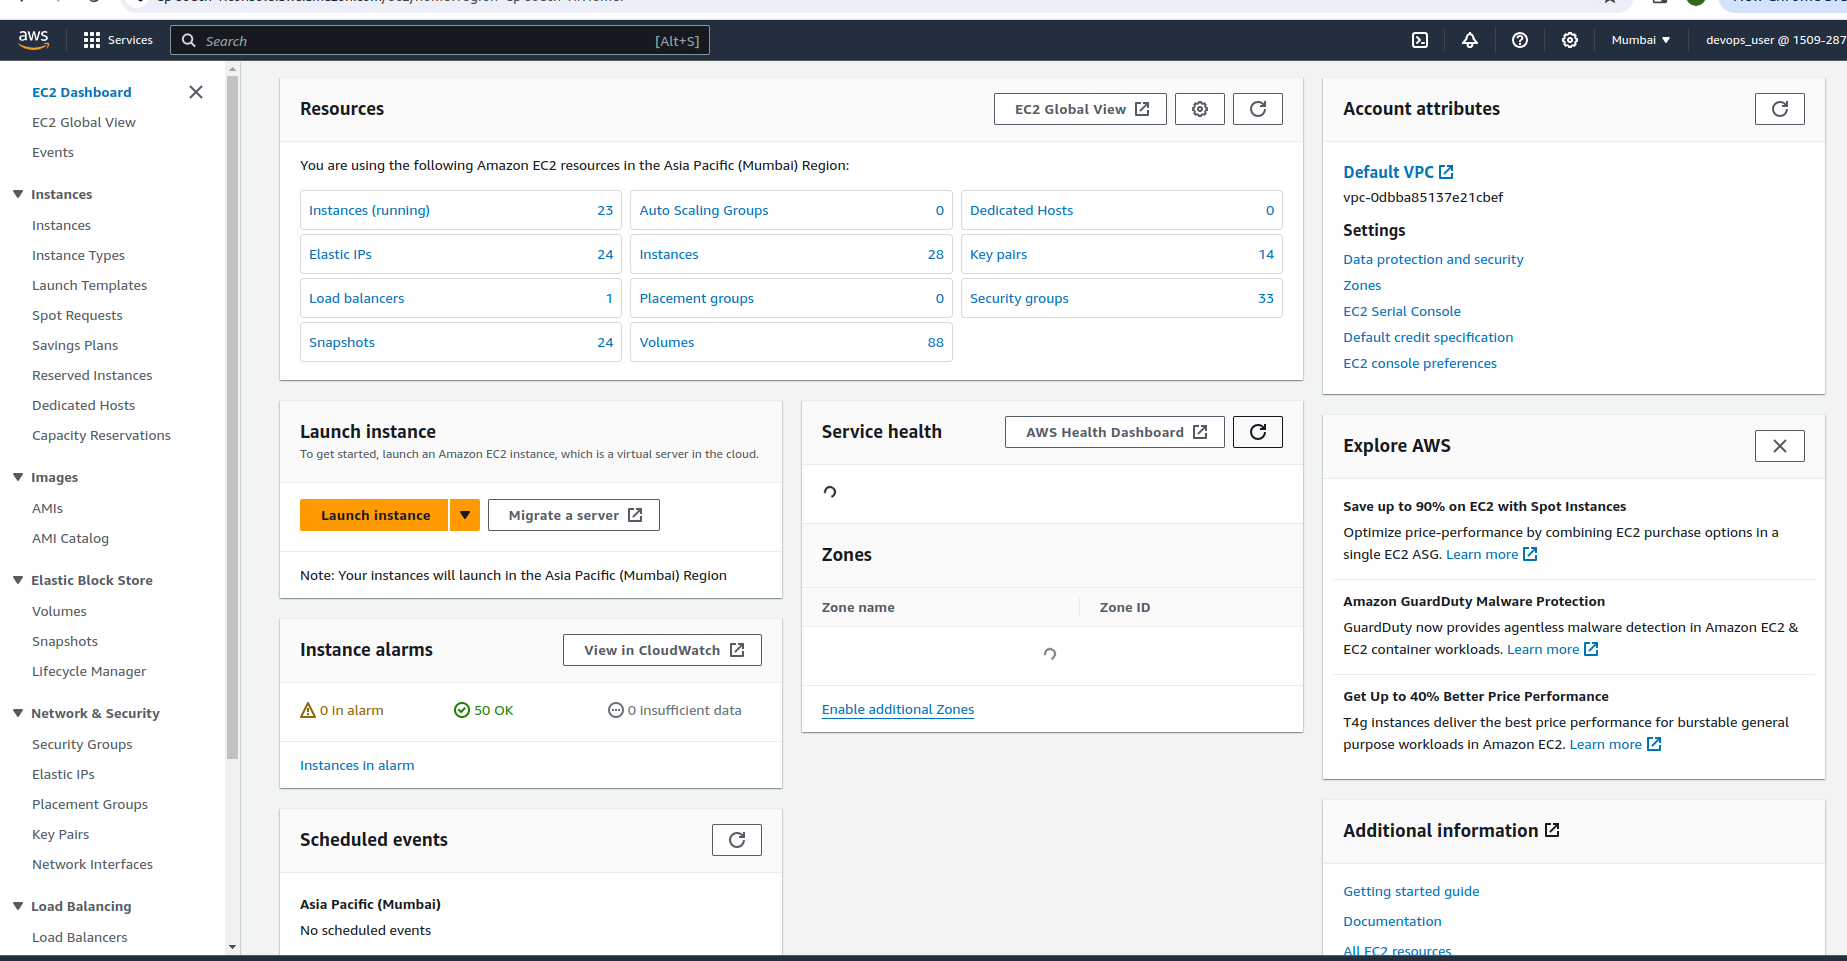 aws
Services
Search
[Alt+S]
Mumbai
devops_user @ 1509-287
EC2 Dashboard
EC2 Global View
Events
Instances
Instances
Instance Types
Launch Templates
Spot Requests
Savings Plans
Reserved Instances
Dedicated Hosts
Capacity Reservations
Images
AMIs
AMI Catalog
Elastic Block Store
Volumes
Snapshots
Lifecycle Manager
Network & Security
Security Groups
Elastic IPs
Placement Groups
Key Pairs
Network Interfaces
Load Balancing
Load Balancers
Resources
EC2 Global View
You are using the following Amazon EC2 resources in the Asia Pacific (Mumbai) Region:
Instances (running) 23
Auto Scaling Groups 0
Dedicated Hosts 0
Elastic IPs 24
Instances 28
Key pairs 14
Load balancers 1
Placement groups 0
Security groups 33
Snapshots 24
Volumes 88
Launch instance
To get started, launch an Amazon EC2 instance, which is a virtual server in the cloud.
Launch instance
Migrate a server
Note: Your instances will launch in the Asia Pacific (Mumbai) Region
Instance alarms
View in CloudWatch
0 in alarm
50 OK
0 insufficient data
Instances in alarm
Scheduled events
Asia Pacific (Mumbai)
No scheduled events
Service health
AWS Health Dashboard
Zones
Zone name
Zone ID
Enable additional Zones
Account attributes
Default VPC
vpc-0dbba85137e21cbef
Settings
Data protection and security
Zones
EC2 Serial Console
Default credit specification
EC2 console preferences
Explore AWS
Save up to 90% on EC2 with Spot Instances
Optimize price-performance by combining EC2 purchase options in a
single EC2 ASG. Learn more
Amazon GuardDuty Malware Protection
GuardDuty now provides agentless malware detection in Amazon EC2 &
EC2 container workloads. Learn more
Get Up to 40% Better Price Performance
T4g instances deliver the best price performance for burstable general
purpose workloads in Amazon EC2. Learn more
Additional information
Getting started guide
Documentation
All EC2 resources